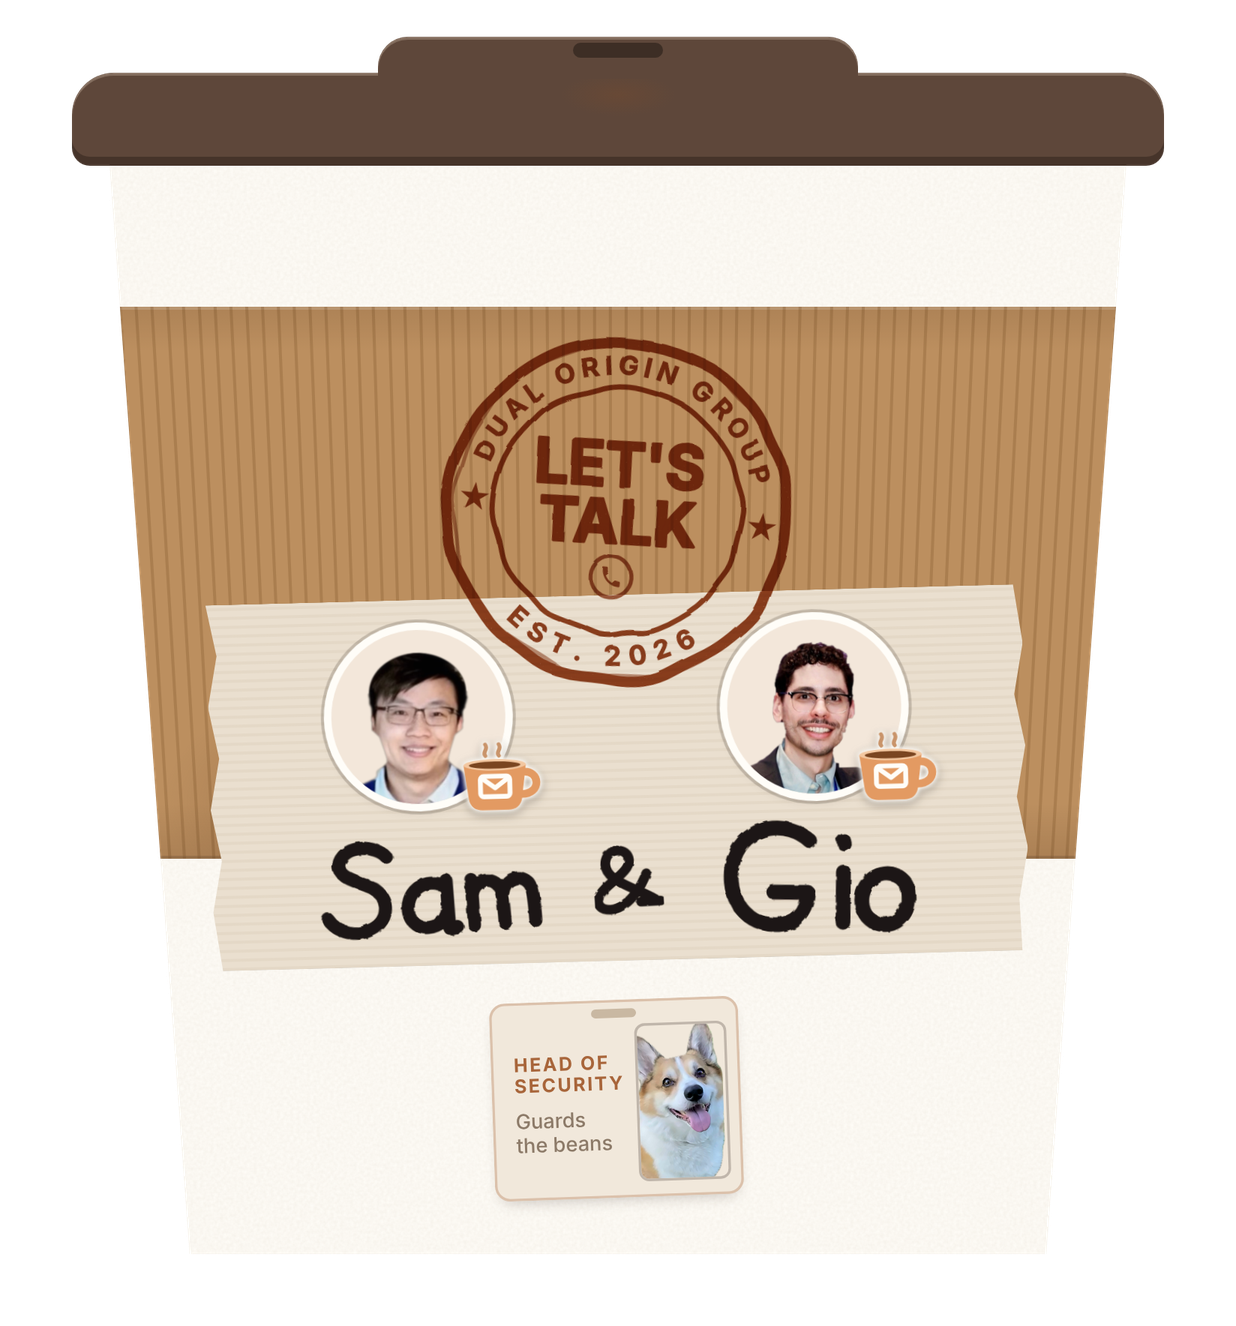 DUAL ORIGIN GROUP
LET'S
TALK
EST. 2026
Sam & Gio
HEAD OF
SECURITY
Guards
the beans